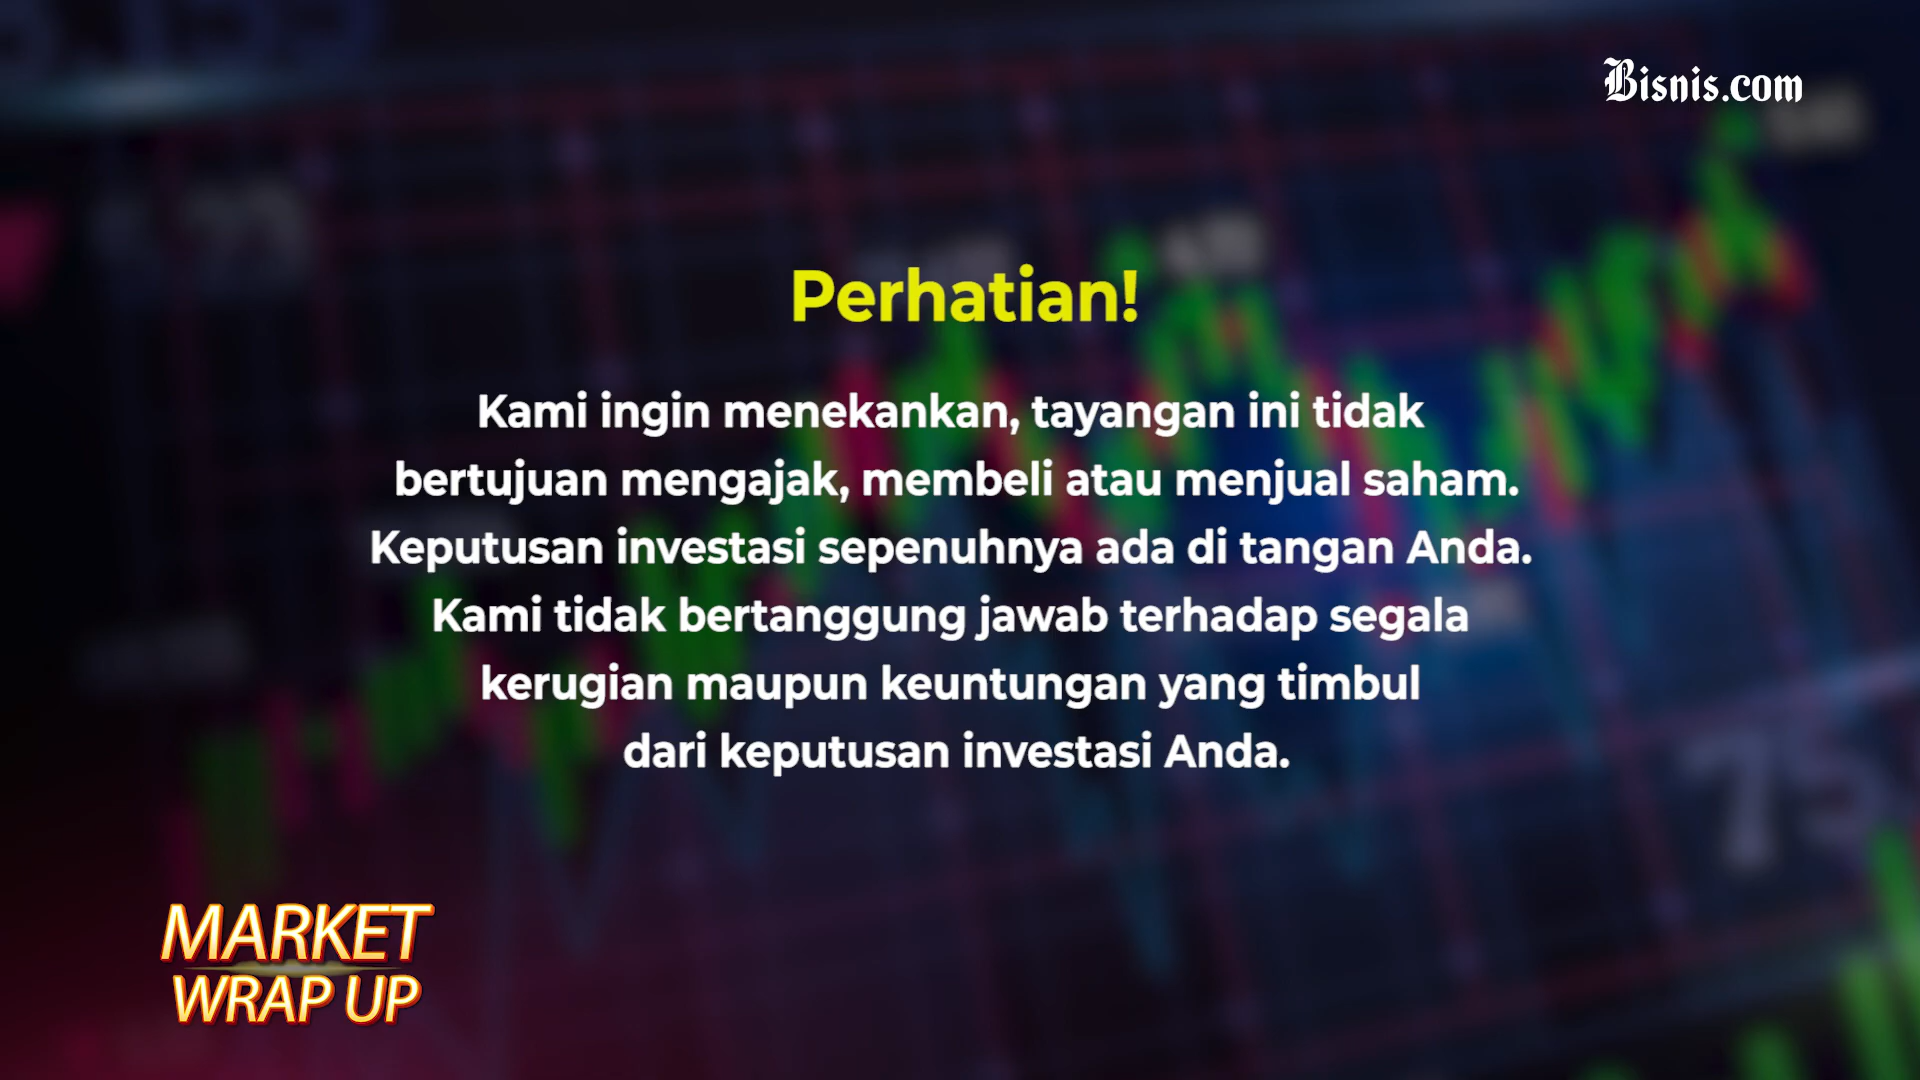 Bisnis.com
Perhatian!
Kami ingin menekankan, tayangan ini tidak
bertujuan mengajak, membeli atau menjual saham.
Keputusan investasi sepenuhnya ada di tangan Anda.
Kami tidak bertanggung jawab terhadap segala
kerugian maupun keuntungan yang timbul
dari keputusan investasi Anda.
75
MARKET
WRAP UP